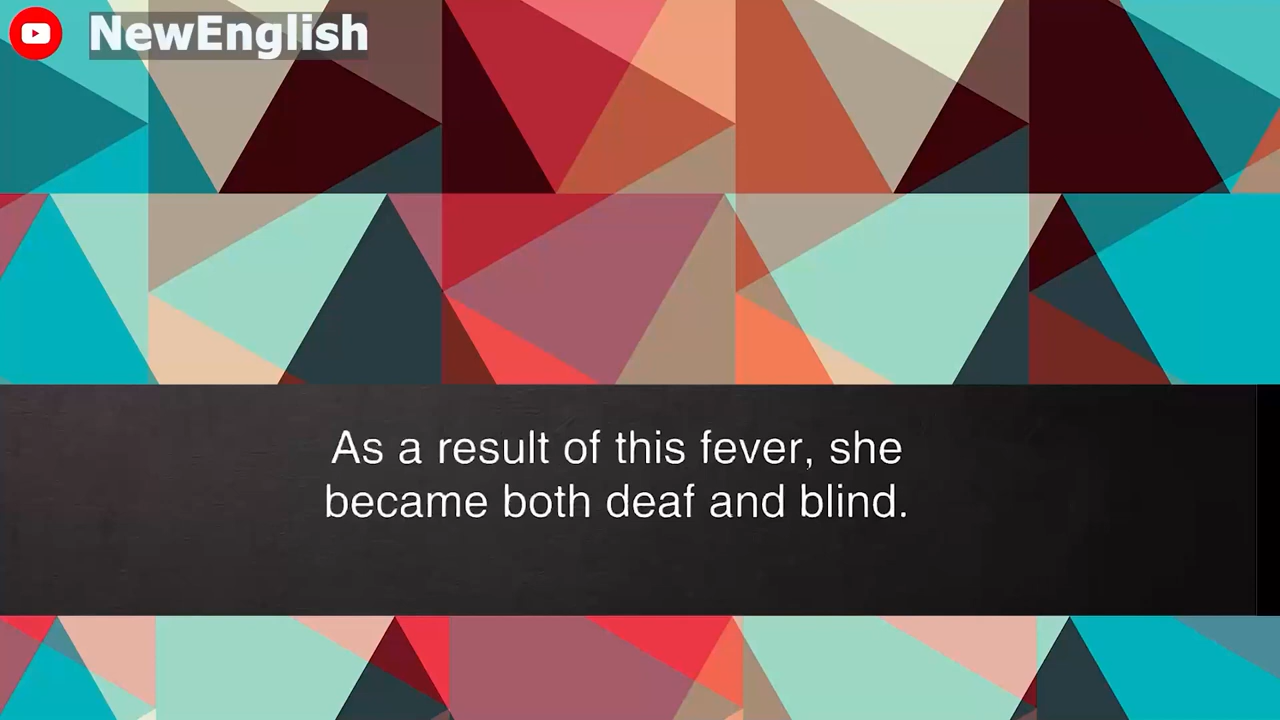 NewEnglish
As a result of this fever, she
became both deaf and blind.